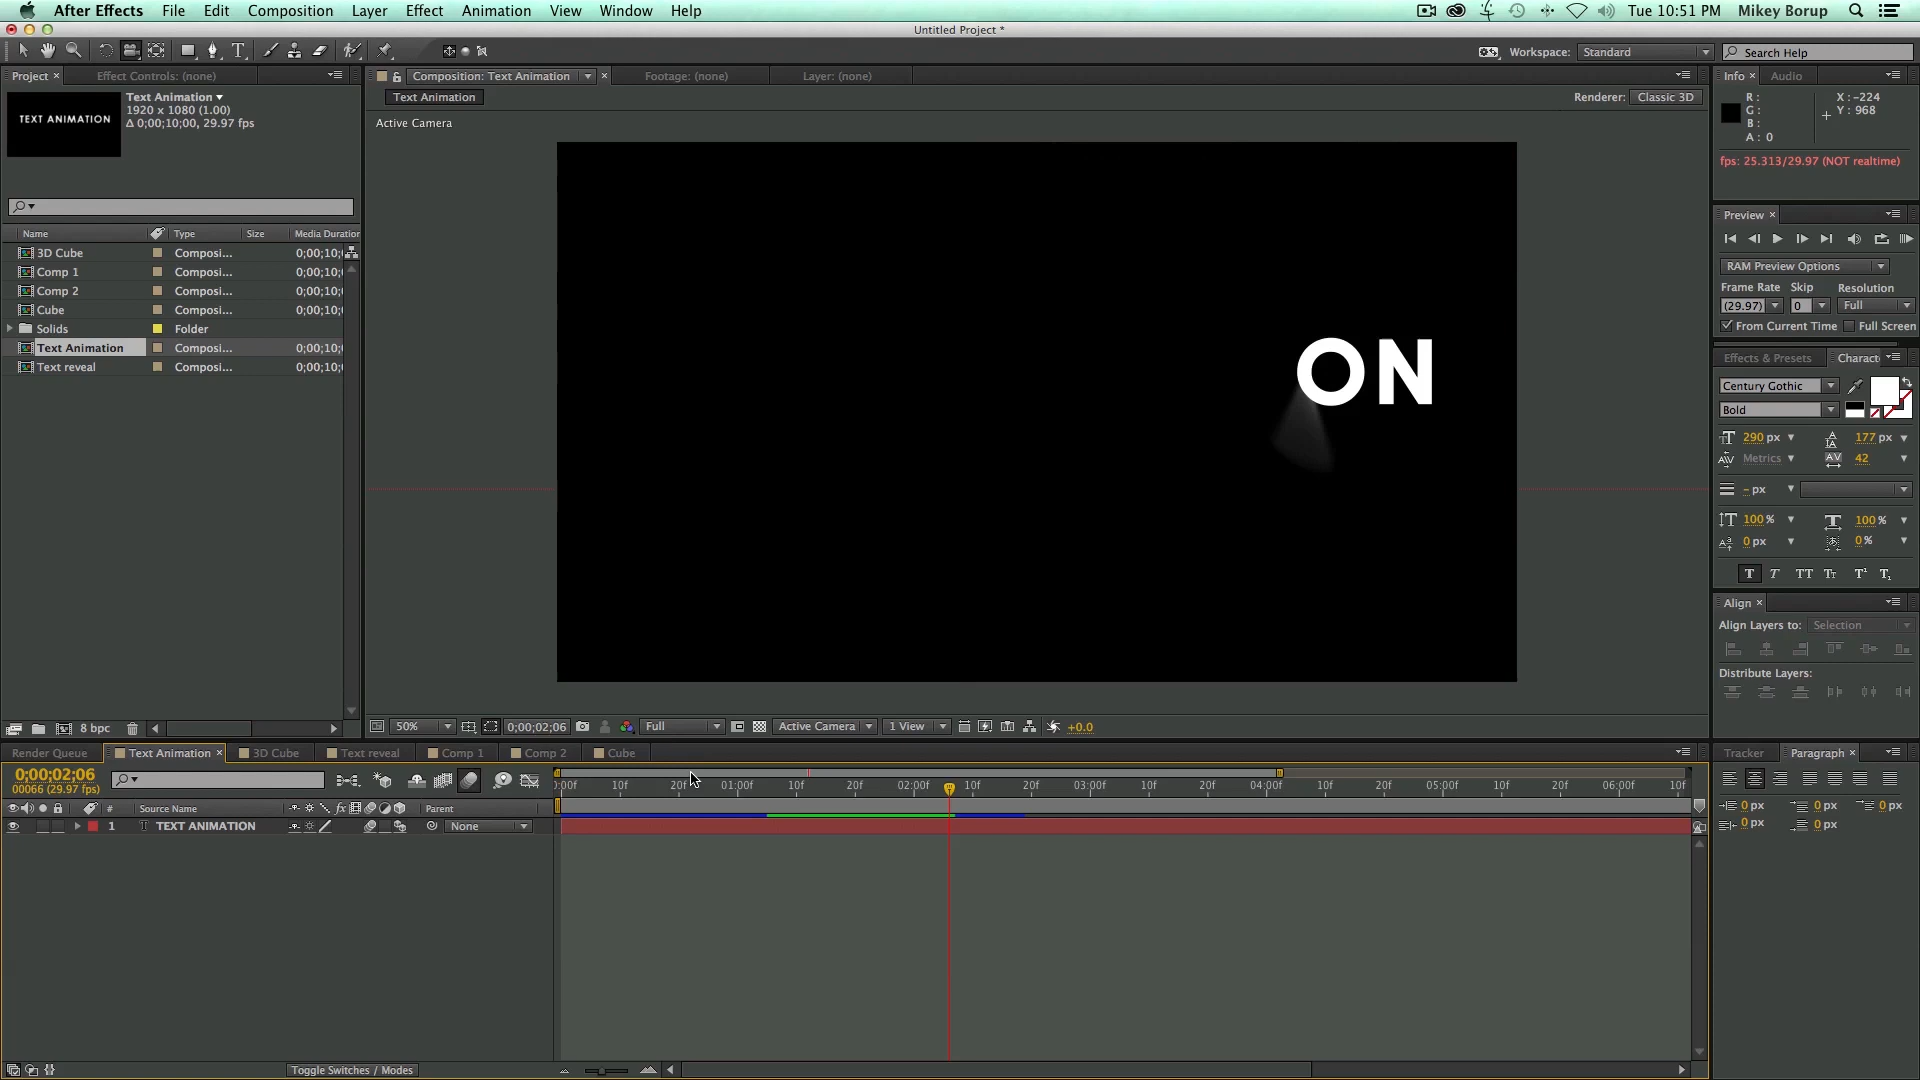 After Effects File Edit Composition Layer Effect Animation View Window Help Tue 10:51 PM Mikey Borup
Untitled Project *
Workspace: Standard Search Help
Project × Effect Controls: (none)
Composition: Text Animation × Footage: (none) Layer: (none)
Info × Audio
Text Animation
1920 x 1080 (1.00)
Δ 0;00;10;00, 29.97 fps
TEXT ANIMATION
Text Animation
Renderer: Classic 3D
Active Camera
R :
G :
B :
A : 0
X : -224
Y : 968
fps: 25.313/29.97 (NOT realtime)
Preview ×
RAM Preview Options
Frame Rate Skip Resolution
(29.97) 0 Full
From Current Time Full Screen
Name Type Size Media Duration
3D Cube Composi... 0;00;10;
Comp 1 Composi... 0;00;10;
Comp 2 Composi... 0;00;10;
Cube Composi... 0;00;10;
Solids Folder
Text Animation Composi... 0;00;10;
Text reveal Composi... 0;00;10;
ON
Effects & Presets Charact
Century Gothic
Bold
290 px 177 px
Metrics 42
- px
100 % 100 %
0 px 0 %
T T TT Tt T¹ T₁
Align ×
Align Layers to: Selection
Distribute Layers:
8 bpc
50% 0;00;02;06 Full Active Camera 1 View +0.0
Render Queue Text Animation × 3D Cube Text reveal Comp 1 Comp 2 Cube
Tracker Paragraph ×
0;00;02;06
00066 (29.97 fps)
0:00f 10f 20f 01:00f 10f 20f 02:00f 10f 20f 03:00f 10f 20f 04:00f 10f 20f 05:00f 10f 20f 06:00f 10f
# Source Name fx Parent
1 T TEXT ANIMATION None
0 px 0 px 0 px
0 px 0 px
Toggle Switches / Modes